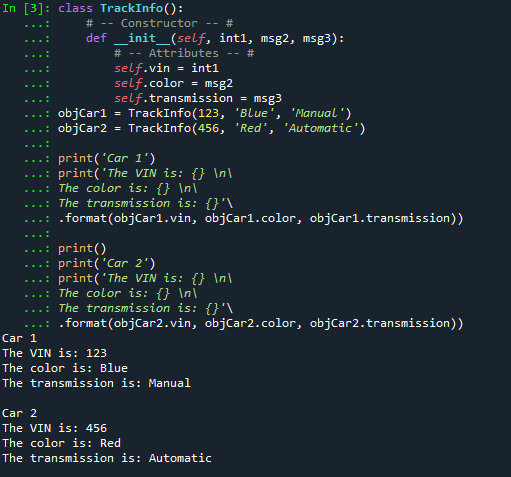 In [3]: class TrackInfo():
   ...:     # -- Constructor -- #
   ...:     def __init__(self, int1, msg2, msg3):
   ...:         # -- Attributes -- #
   ...:         self.vin = int1
   ...:         self.color = msg2
   ...:         self.transmission = msg3
   ...: objCar1 = TrackInfo(123, 'Blue', 'Manual')
   ...: objCar2 = TrackInfo(456, 'Red', 'Automatic')
   ...:
   ...: print('Car 1')
   ...: print('The VIN is: {} \n\
   ...: The color is: {} \n\
   ...: The transmission is: {}'\
   ...: .format(objCar1.vin, objCar1.color, objCar1.transmission))
   ...:
   ...: print()
   ...: print('Car 2')
   ...: print('The VIN is: {} \n\
   ...: The color is: {} \n\
   ...: The transmission is: {}'\
   ...: .format(objCar2.vin, objCar2.color, objCar2.transmission))
Car 1
The VIN is: 123
The color is: Blue
The transmission is: Manual

Car 2
The VIN is: 456
The color is: Red
The transmission is: Automatic